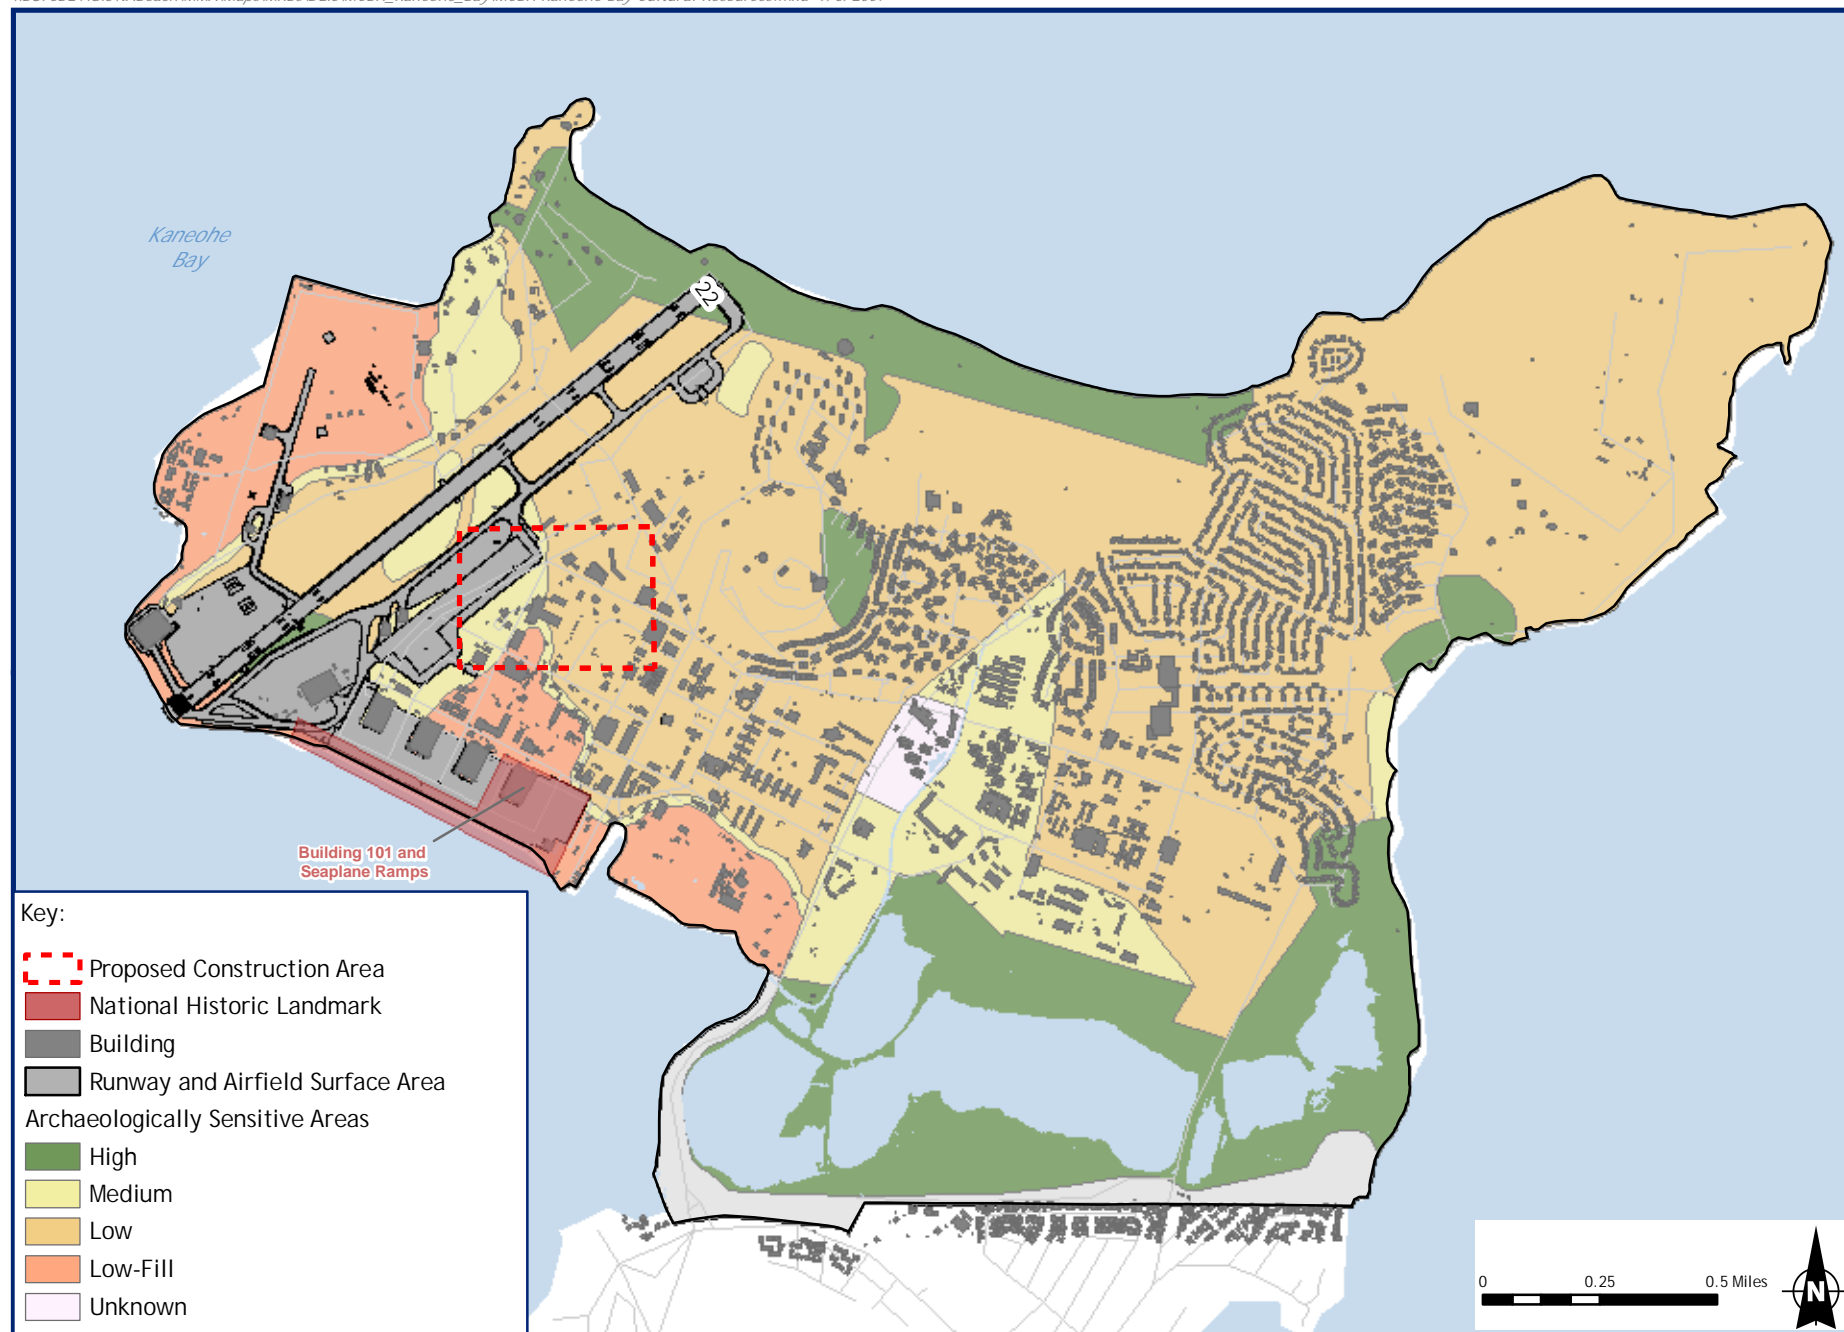 Kaneohe
Bay
22
Building 101 and
Seaplane Ramps
Key:
Proposed Construction Area
National Historic Landmark
Building
Runway and Airfield Surface Area
Archaeologically Sensitive Areas
High
Medium
Low
Low-Fill
Unknown
0 0.25 0.5 Miles
N